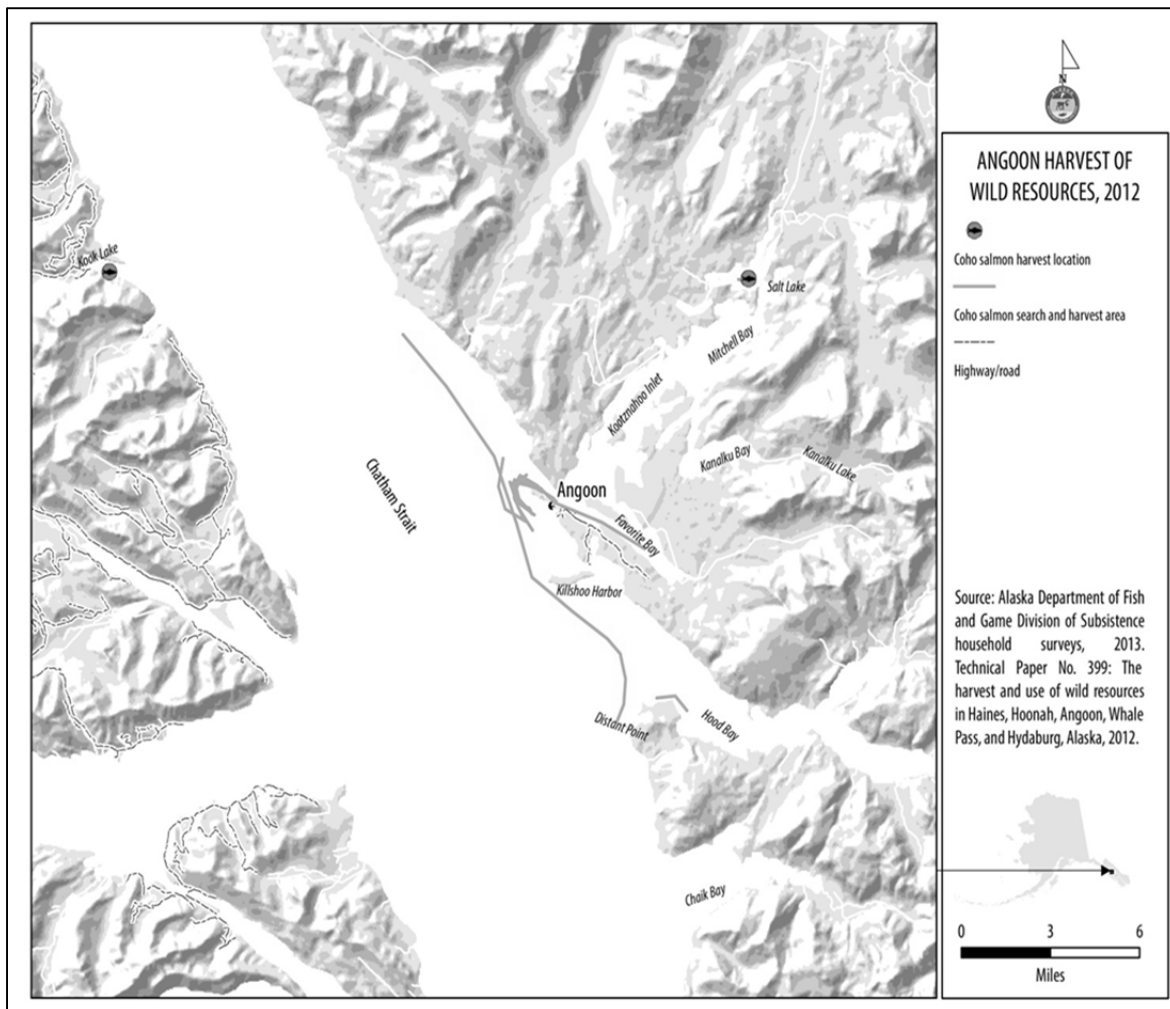 N
ALASKA
ANGOON HARVEST OF
WILD RESOURCES, 2012
Coho salmon harvest location
Coho salmon search and harvest area
Highway/road
Kook Lake
Salt Lake
Mitchell Bay
Kootznahoo Inlet
Kanalku Bay
Kanalku Lake
Chatham Strait
Angoon
Favorite Bay
Killshoo Harbor
Distant Point
Hood Bay
Chaik Bay
Source: Alaska Department of Fish
and Game Division of Subsistence
household surveys, 2013.
Technical Paper No. 399: The
harvest and use of wild resources
in Haines, Hoonah, Angoon, Whale
Pass, and Hydaburg, Alaska, 2012.
0 3 6
Miles